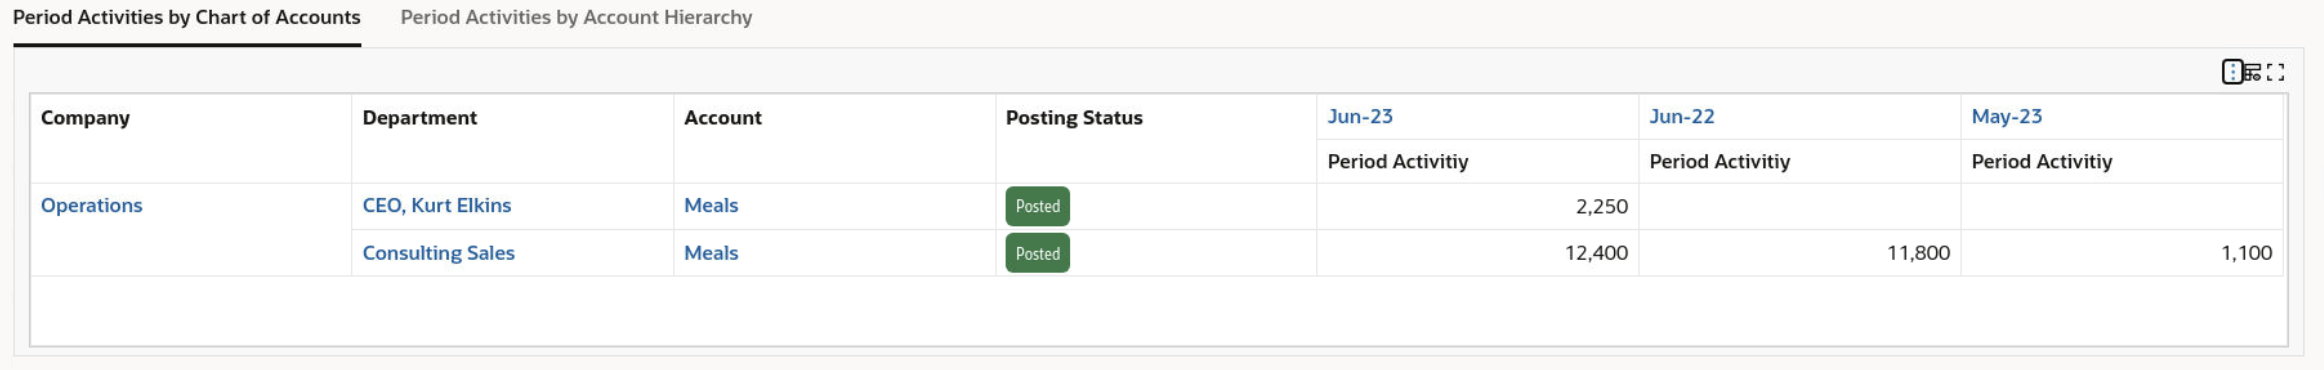 Period Activities by Chart of Accounts Period Activities by Account Hierarchy
Company Department Account Posting Status Jun-23 Jun-22 May-23
Period Activitiy Period Activitiy Period Activitiy
Operations CEO, Kurt Elkins Meals Posted 2,250
Consulting Sales Meals Posted 12,400 11,800 1,100